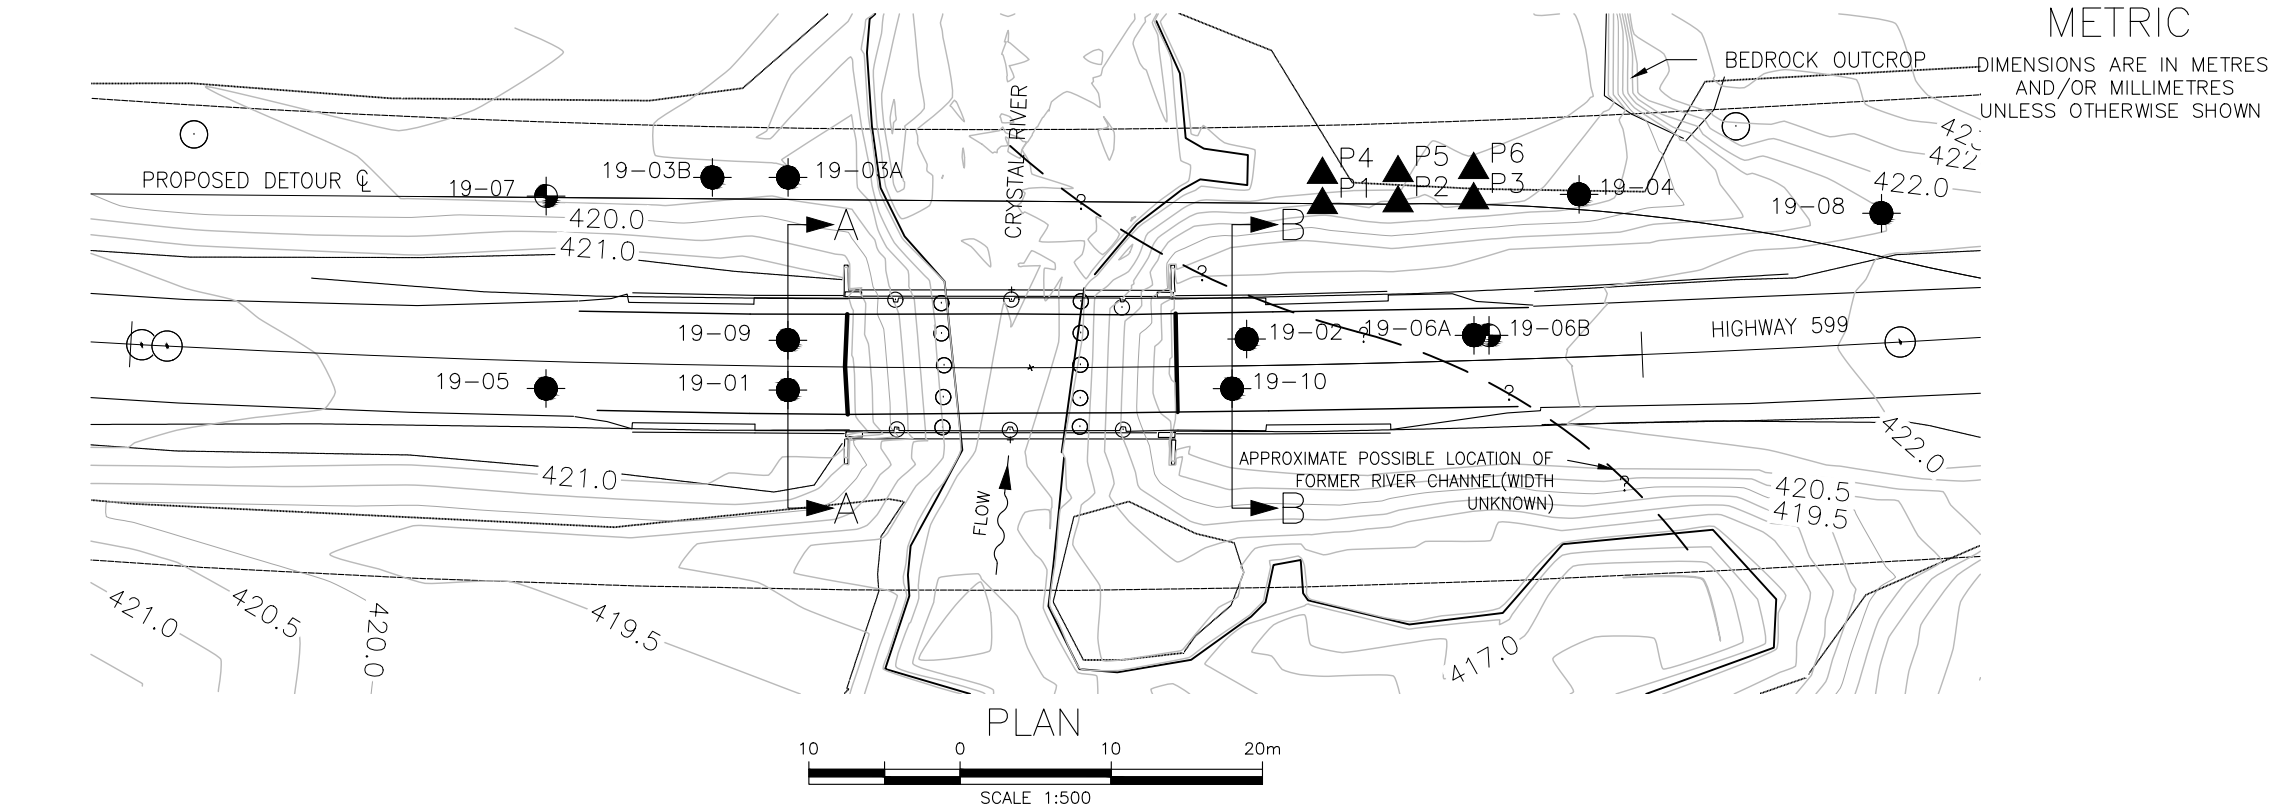 METRIC
DIMENSIONS ARE IN METRES
AND/OR MILLIMETRES
UNLESS OTHERWISE SHOWN
BEDROCK OUTCROP
CRYSTAL RIVER
422
422.0
PROPOSED DETOUR ℄
19-07
19-03B
19-03A
P4
P5
P6
P1
P2
P3
19-04
19-08
420.0
421.0
A
B
?
?
19-09
19-02
?
19-06A
19-06B
HIGHWAY 599
19-05
19-01
19-10
?
422.0
421.0
APPROXIMATE POSSIBLE LOCATION OF
FORMER RIVER CHANNEL(WIDTH
UNKNOWN)
?
420.5
419.5
A
B
FLOW
421.0
420.5
420.0
419.5
417.0
PLAN
10 0 10 20m
SCALE 1:500